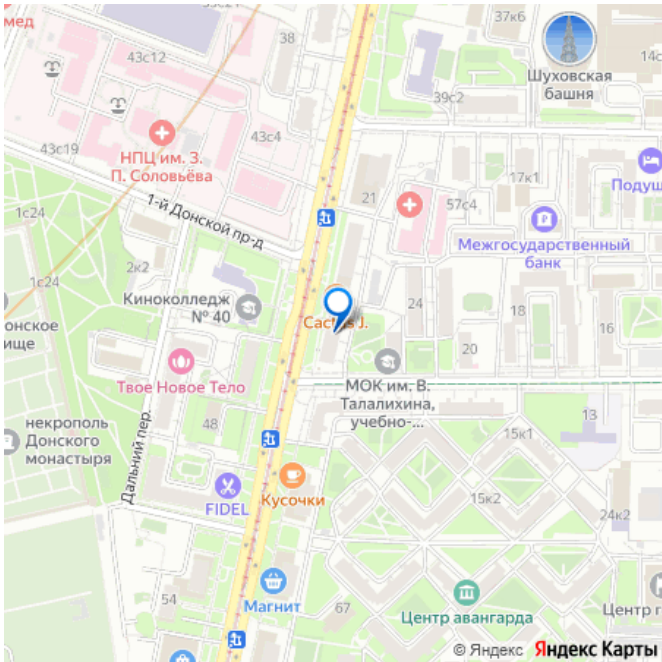 43с11
мед
43с12
38
37к6
14с
Шуховская
башня
39с2
43с4
43с19
НПЦ им. З.
П. Соловьёва
21
57с4
17к1
Подуш
1-й Донской пр-д
Межгосударственный
банк
1с24
2к2
1с24
Киноколледж
№ 40
24
18
16
Cactus J.
онское
ище
20
Твое Новое Тело
МОК им. В.
Талалихина,
учебно-...
13
некрополь
Донского
монастыря
48
15к1
Дальний пер.
FIDEL
Кусочки
15к2
24к2
54
Магнит
67
Центр авангарда
Центр г
© Яндекс Яндекс Карты